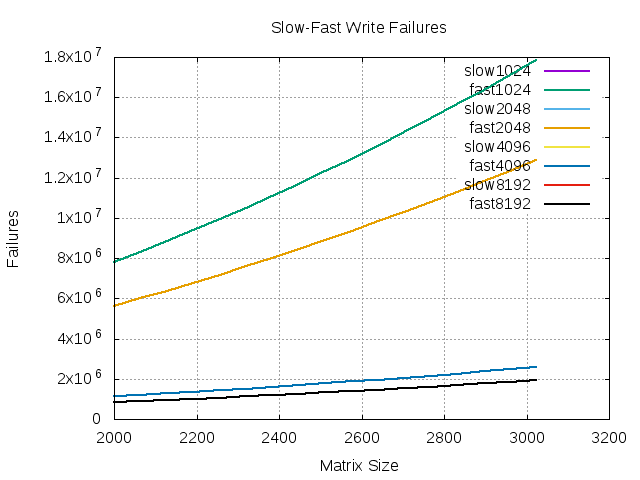 Slow-Fast Write Failures
1.8x10^7
1.6x10^7
1.4x10^7
1.2x10^7
1x10^7
8x10^6
6x10^6
4x10^6
2x10^6
0
Failures
slow1024
fast1024
slow2048
fast2048
slow4096
fast4096
slow8192
fast8192
2000 2200 2400 2600 2800 3000 3200
Matrix Size